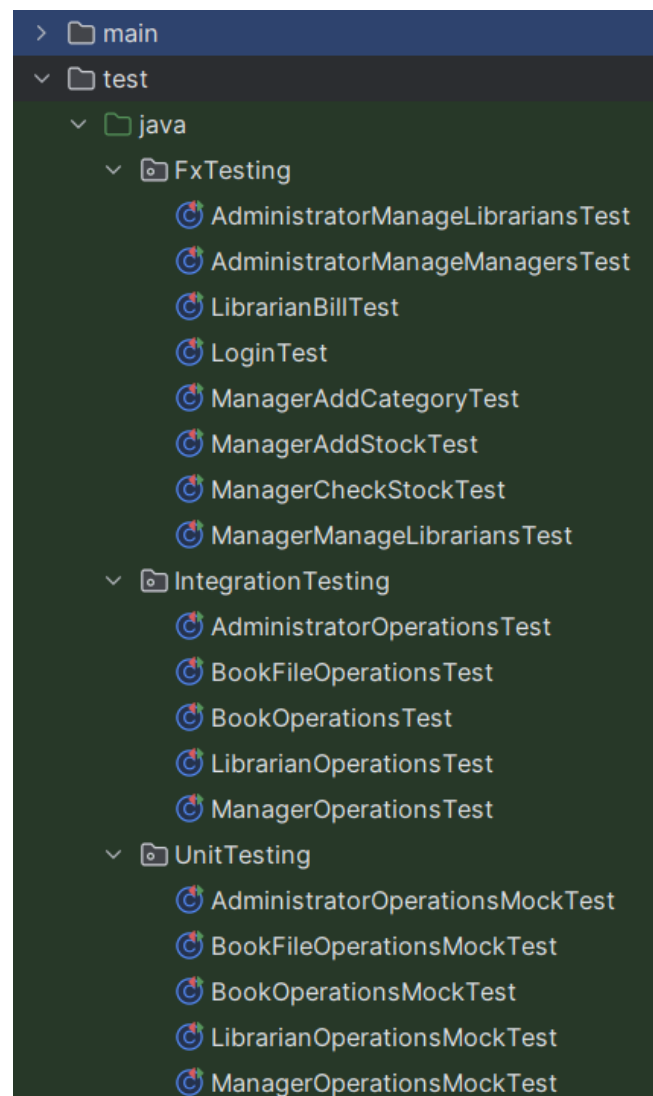 main
test
java
FxTesting
AdministratorManageLibrariansTest
AdministratorManageManagersTest
LibrarianBillTest
LoginTest
ManagerAddCategoryTest
ManagerAddStockTest
ManagerCheckStockTest
ManagerManageLibrariansTest
IntegrationTesting
AdministratorOperationsTest
BookFileOperationsTest
BookOperationsTest
LibrarianOperationsTest
ManagerOperationsTest
UnitTesting
AdministratorOperationsMockTest
BookFileOperationsMockTest
BookOperationsMockTest
LibrarianOperationsMockTest
ManagerOperationsMockTest